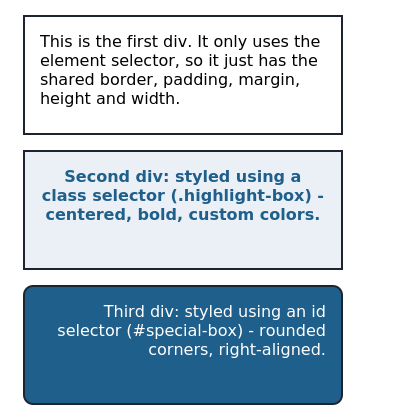 This is the first div. It only uses the
element selector, so it just has the
shared border, padding, margin,
height and width.
Second div: styled using a
class selector (.highlight-box) -
centered, bold, custom colors.
Third div: styled using an id
selector (#special-box) - rounded
corners, right-aligned.